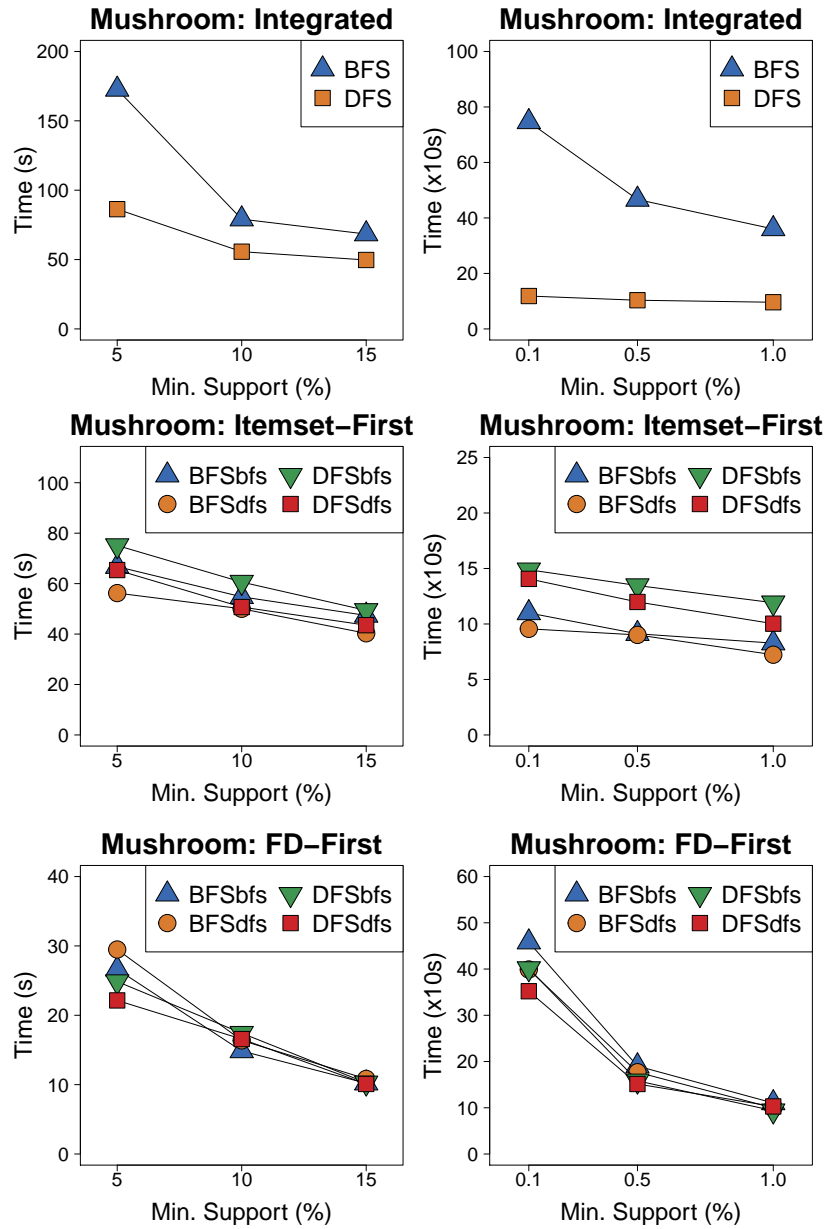 Mushroom: Integrated
Time (s)
200
150
100
50
0
BFS
DFS
5 10 15
Min. Support (%)
Mushroom: Integrated
Time (x10s)
100
80
60
40
20
0
BFS
DFS
0.1 0.5 1.0
Min. Support (%)
Mushroom: Itemset−First
Time (s)
100
80
60
40
20
0
BFSbfs DFSbfs
BFSdfs DFSdfs
5 10 15
Min. Support (%)
Mushroom: Itemset−First
Time (x10s)
25
20
15
10
5
0
BFSbfs DFSbfs
BFSdfs DFSdfs
0.1 0.5 1.0
Min. Support (%)
Mushroom: FD−First
Time (s)
40
30
20
10
0
BFSbfs DFSbfs
BFSdfs DFSdfs
5 10 15
Min. Support (%)
Mushroom: FD−First
Time (x10s)
60
50
40
30
20
10
0
BFSbfs DFSbfs
BFSdfs DFSdfs
0.1 0.5 1.0
Min. Support (%)